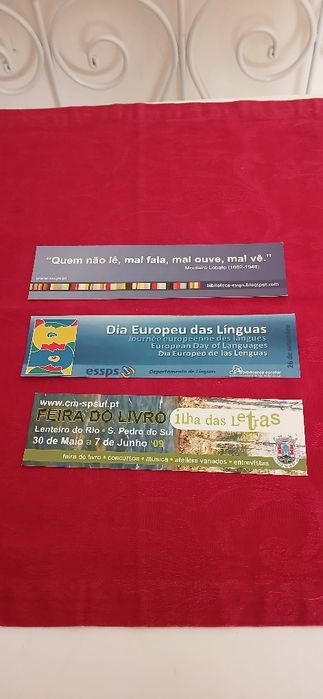 “Quem não lê, mal fala, mal ouve, mal vê.”
Monteiro Lobato (1882-1948)
biblioteca-essps.blogspot.com
Dia Europeu das Línguas
Journée européenne des langues
European Day of Languages
Dia Europeo de las Lenguas
26 de setembro
essps
Departamento de Línguas
biblioteca escolar
www.cm-spsul.pt
FEIRA DO LIVRO ilha das Letras
Lenteiro do Rio • S. Pedro do Sul
30 de Maio a 7 de Junho '09
feira do livro • concursos • música • ateliers variados • entrevistas